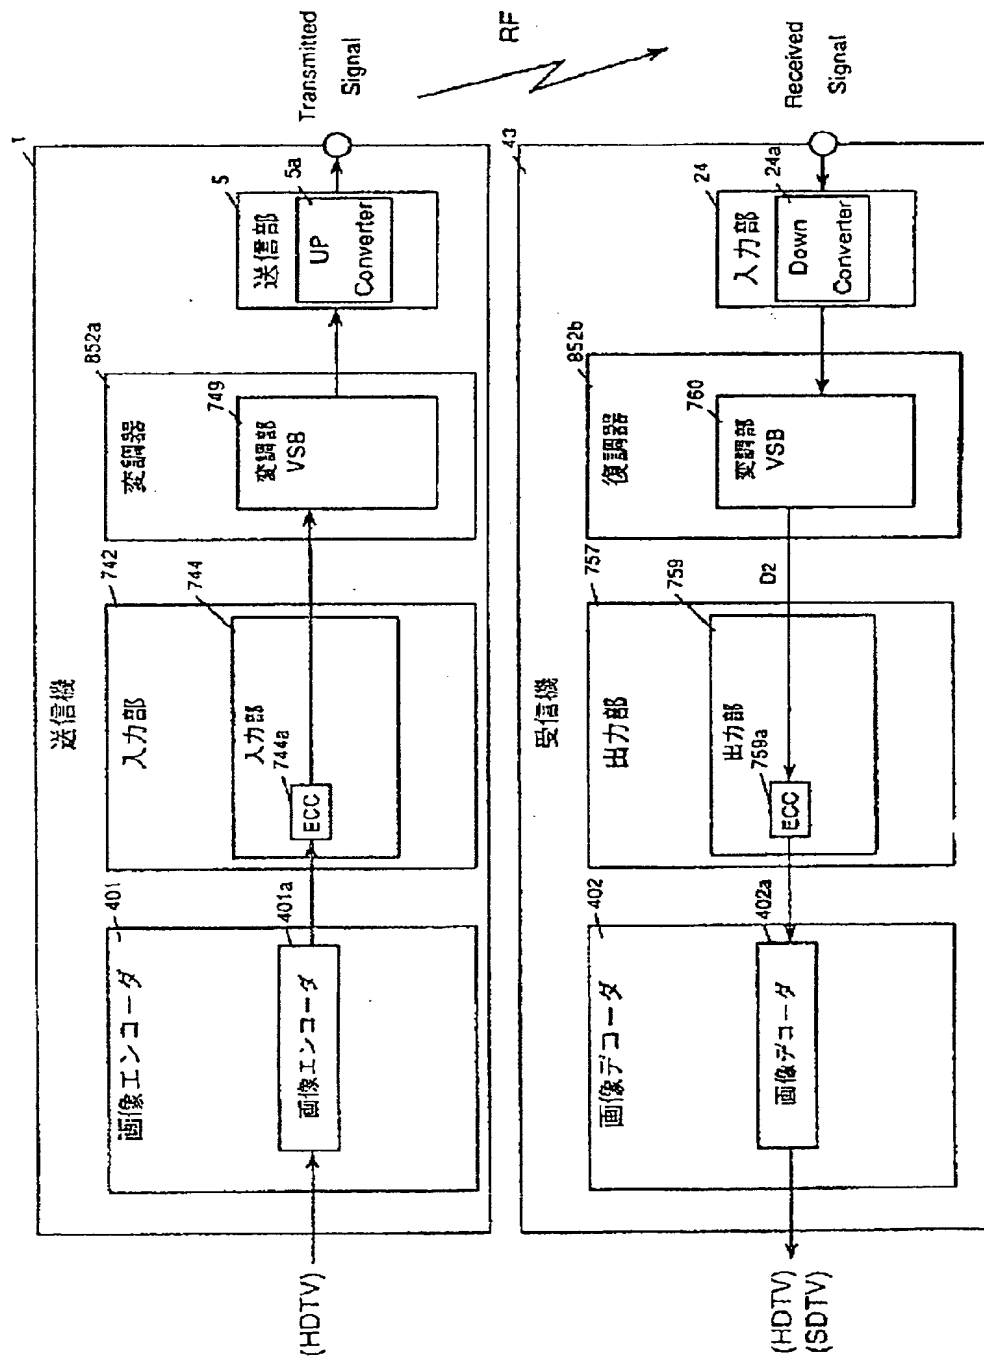 送信機
1
(HDTV)
画像エンコーダ
401
画像エンコーダ
401a
入力部
742
入力部
744
744a
ECC
変調器
852a
749
変調部
VSB
送信部
5
5a
UP
Converter
Transmitted
Signal
RF
受信機
43
(HDTV)
(SDTV)
画像デコーダ
402
画像デコーダ
402a
出力部
757
出力部
759
759a
ECC
D2
復調器
852b
760
変調部
VSB
入力部
24
24a
Down
Converter
Received
Signal